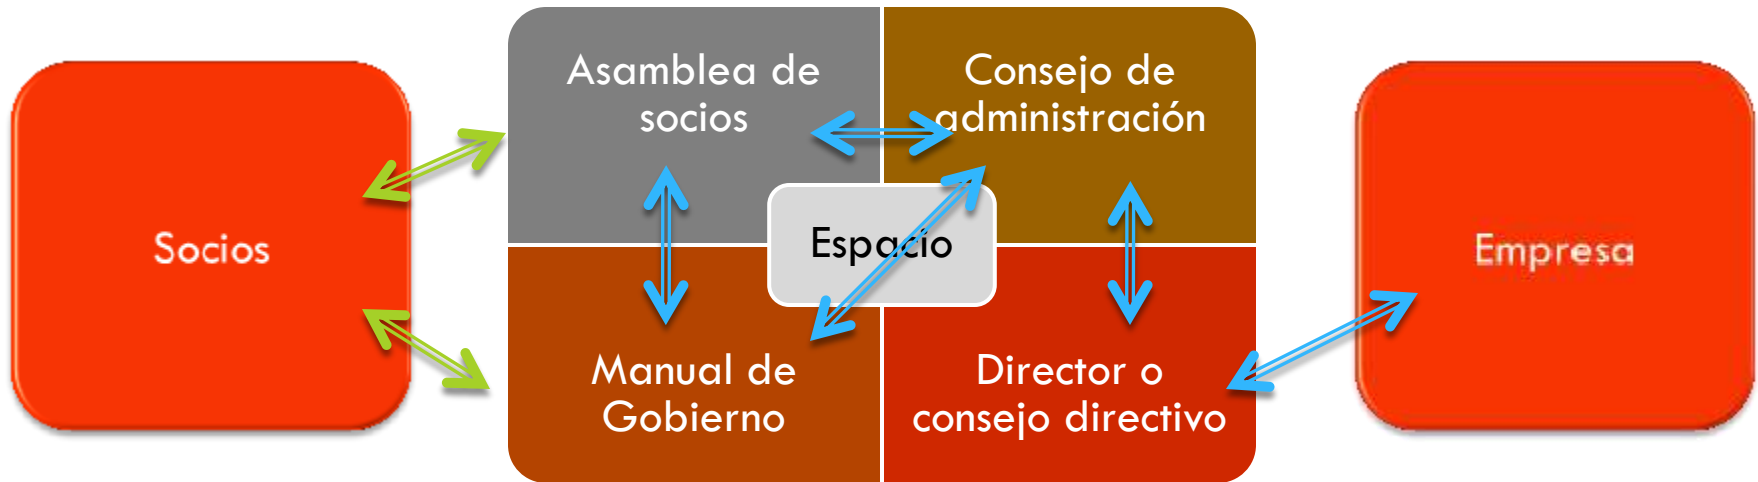 Socios
Asamblea de
socios
Consejo de
administración
Espacio
Manual de
Gobierno
Director o
consejo directivo
Empresa